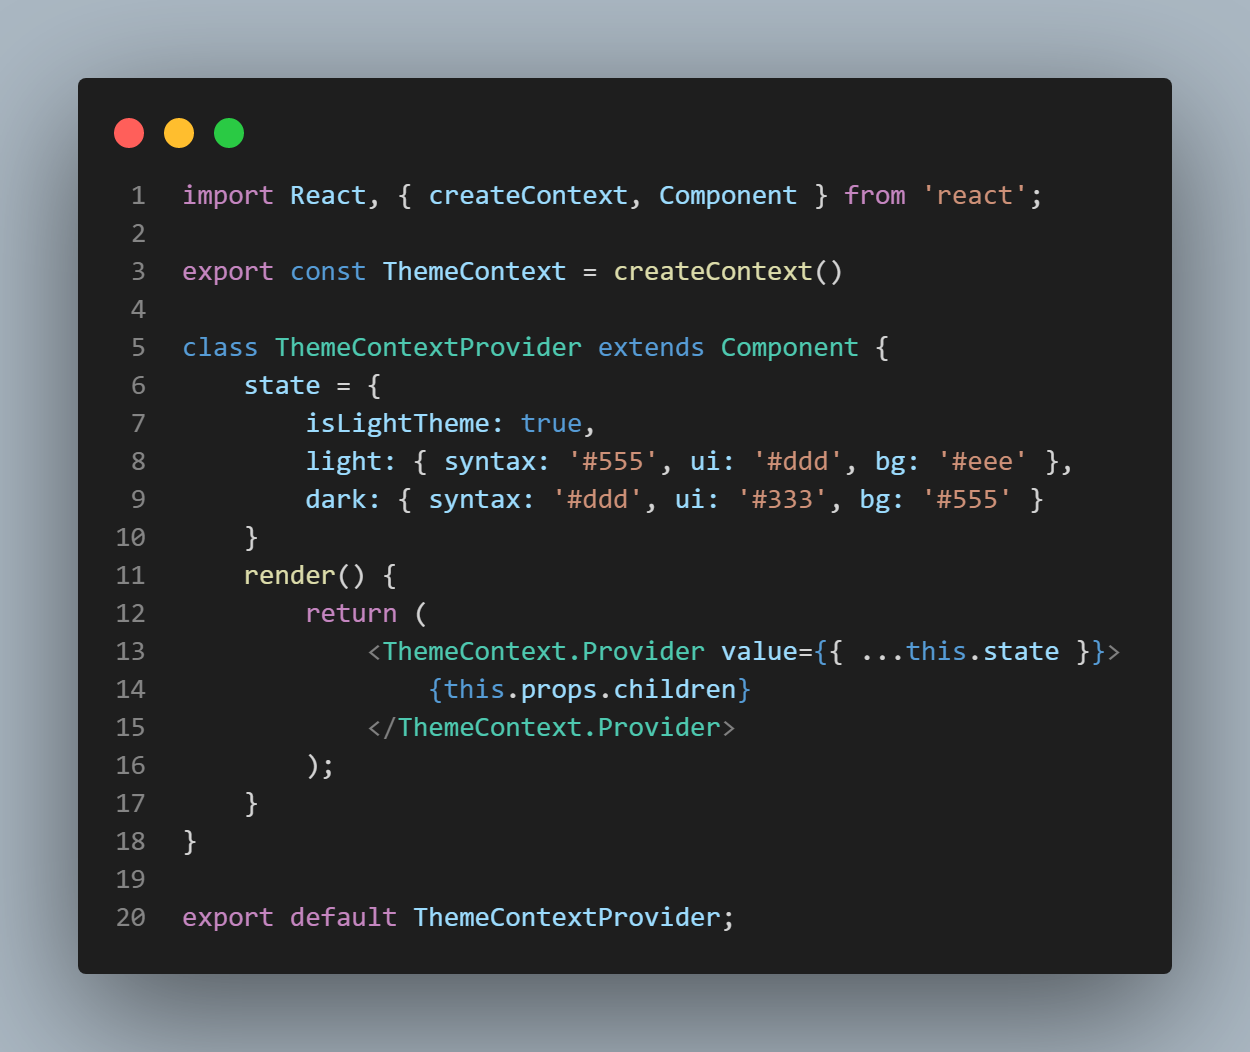 1 import React, { createContext, Component } from 'react';
2
3 export const ThemeContext = createContext()
4
5 class ThemeContextProvider extends Component {
6     state = {
7         isLightTheme: true,
8         light: { syntax: '#555', ui: '#ddd', bg: '#eee' },
9         dark: { syntax: '#ddd', ui: '#333', bg: '#555' }
10     }
11     render() {
12         return (
13             <ThemeContext.Provider value={{ ...this.state }}>
14                 {this.props.children}
15             </ThemeContext.Provider>
16         );
17     }
18 }
19
20 export default ThemeContextProvider;